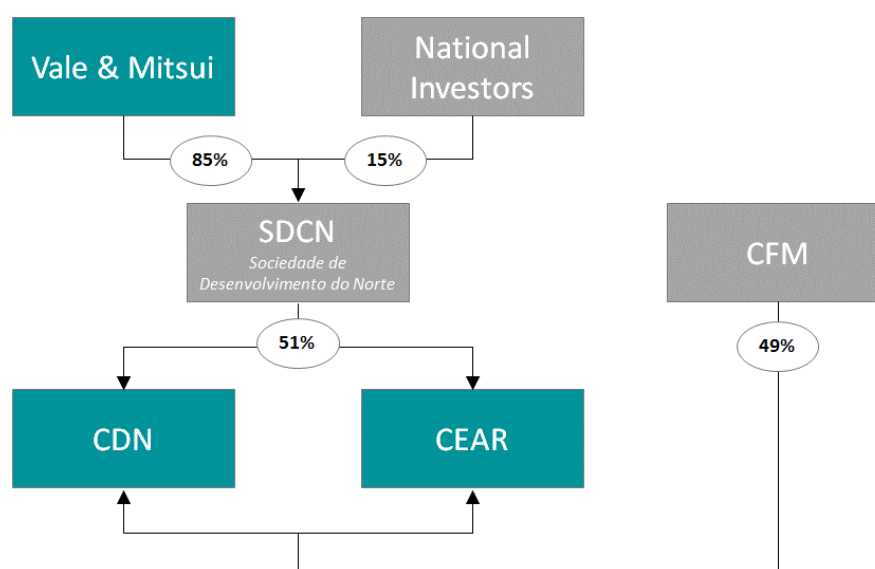 Vale & Mitsui
National
Investors
85%
15%
SDCN
Sociedade de
Desenvolvimento do Norte
CFM
51%
49%
CDN
CEAR